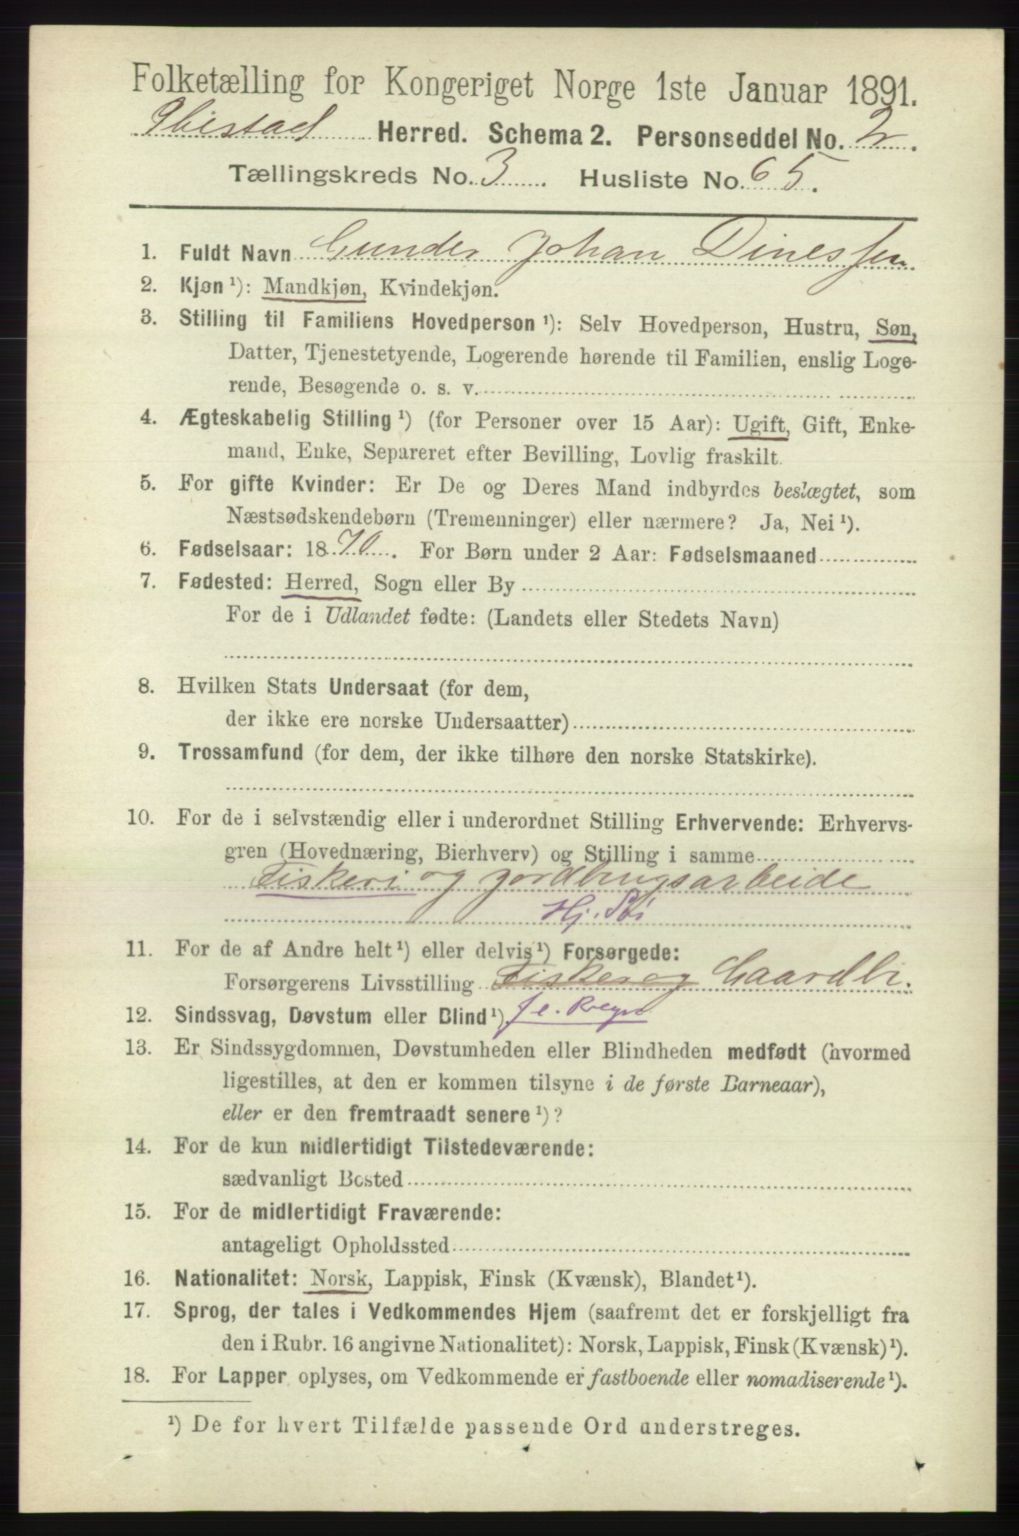 Folketælling for Kongeriget Norge 1ste Januar 1891.
Ibistad Herred. Schema 2. Personseddel No. 2.
Tællingskreds No. 3. Husliste No. 65.
1. Fuldt Navn Gunder Johan Dinessen
2. Kjøn ¹): Mandkjøn, Kvindekjøn.
3. Stilling til Familiens Hovedperson ¹): Selv Hovedperson, Hustru, Søn,
Datter, Tjenestetyende, Logerende hørende til Familien, enslig Loge-
rende, Besøgende o. s. v.
4. Ægteskabelig Stilling ¹) (for Personer over 15 Aar): Ugift, Gift, Enke-
mand, Enke, Separeret efter Bevilling, Lovlig fraskilt.
5. For gifte Kvinder: Er De og Deres Mand indbyrdes beslægtet, som
Næstsødskendebørn (Tremenninger) eller nærmere? Ja, Nei ¹).
6. Fødselsaar: 1870. For Børn under 2 Aar: Fødselsmaaned
7. Fødested: Herred, Sogn eller By
For de i Udlandet fødte: (Landets eller Stedets Navn)
8. Hvilken Stats Undersaat (for dem,
der ikke ere norske Undersaatter)
9. Trossamfund (for dem, der ikke tilhøre den norske Statskirke).
10. For de i selvstændig eller i underordnet Stilling Erhvervende: Erhvervs-
gren (Hovednæring, Bierhverv) og Stilling i samme
Fiskeri og jordbrugsarbeide
Hj. Sø
11. For de af Andre helt ¹) eller delvis ¹) Forsørgede:
Forsørgerens Livsstilling Fisker og Gaardbr.
12. Sindssvag, Døvstum eller Blind ¹).
13. Er Sindssygdommen, Døvstumheden eller Blindheden medfødt (hvormed
ligestilles, at den er kommen tilsyne i de første Barneaar),
eller er den fremtraadt senere ¹)?
14. For de kun midlertidigt Tilstedeværende:
sædvanligt Bosted
15. For de midlertidigt Fraværende:
antageligt Opholdssted
16. Nationalitet: Norsk, Lappisk, Finsk (Kvænsk), Blandet ¹).
17. Sprog, der tales i Vedkommendes Hjem (saafremt det er forskjelligt fra
den i Rubr. 16 angivne Nationalitet): Norsk, Lappisk, Finsk (Kvænsk) ¹).
18. For Lapper oplyses, om Vedkommende er fastboende eller nomadiserende ¹).
¹) De for hvert Tilfælde passende Ord understreges.